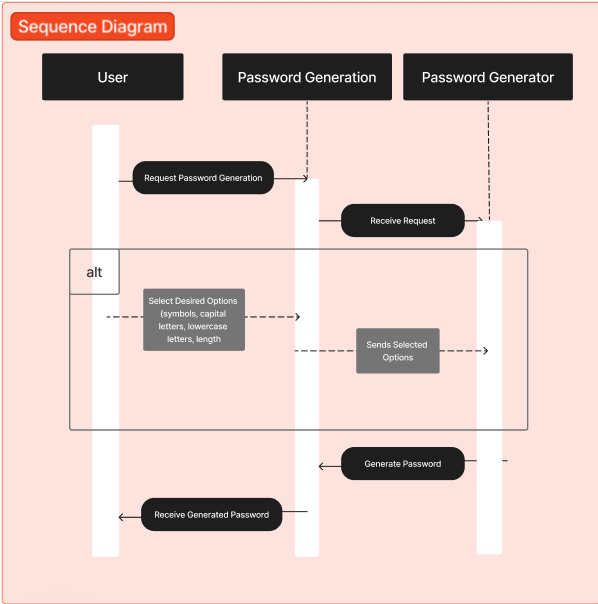 Sequence Diagram
User
Password Generation
Password Generator
Request Password Generation
Receive Request
alt
Select Desired Options
(symbols, capital
letters, lowercase
letters, length
Sends Selected
Options
Generate Password
Receive Generated Password